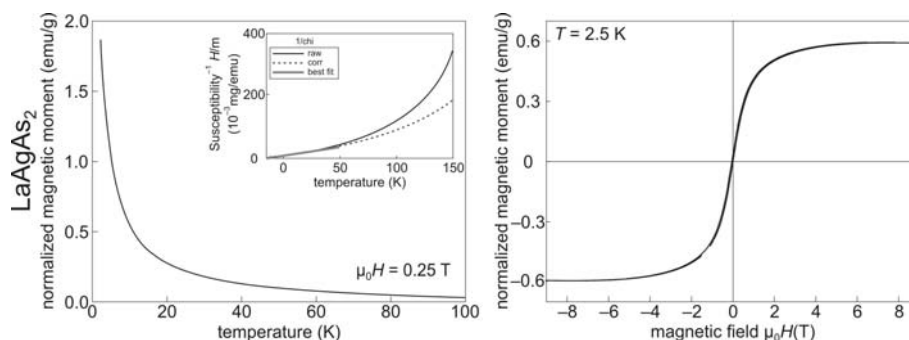 LaAgAs2
normalized magnetic moment (emu/g)
2.0
1.5
1.0
0.5
0.0
0
20
40
60
80
100
temperature (K)
μ0H = 0.25 T
Susceptibility-1 H/m
(10-3mg/emu)
400
200
0
0
50
100
150
temperature (K)
1/chi
raw
corr
best fit
normalized magnetic moment (emu/g)
T = 2.5 K
0.6
0.3
0
−0.3
−0.6
−8
−6
−4
−2
0
2
4
6
8
magnetic field μ0H(T)